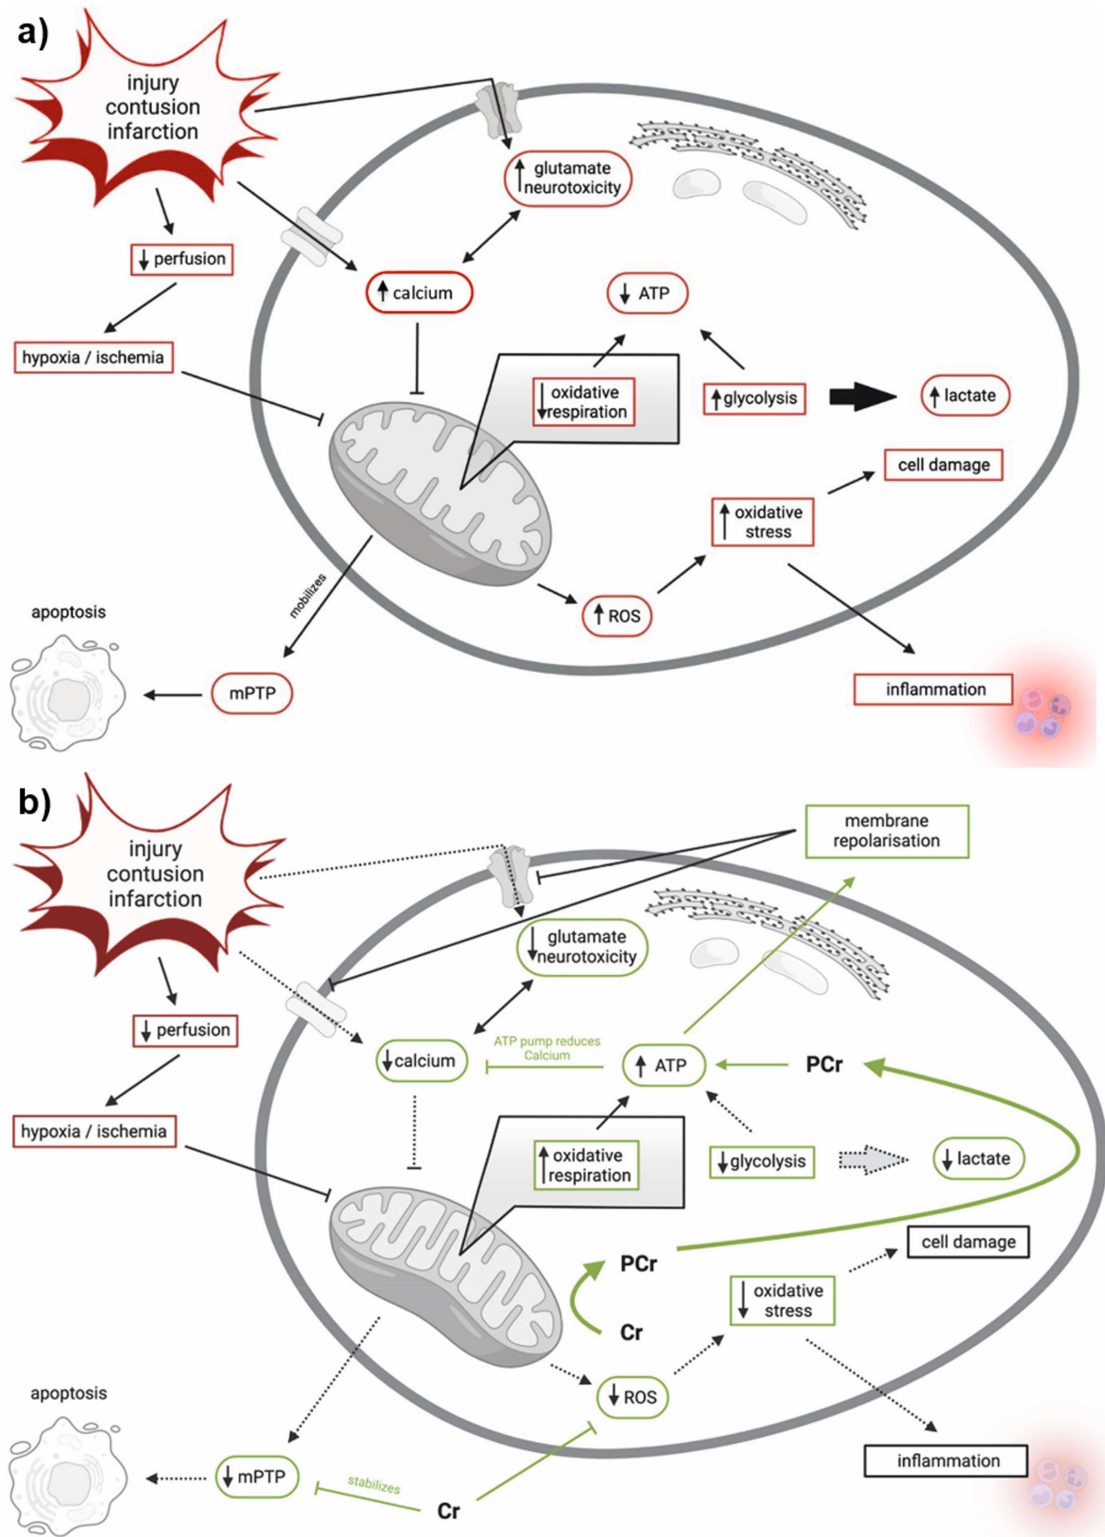 a)
injury
contusion
infarction
↑ glutamate
neurotoxicity
↓ perfusion
↑ calcium
↓ ATP
hypoxia / ischemia
↓ oxidative
respiration
↑ glycolysis
↑ lactate
cell damage
↑ oxidative
stress
mobilizes
↑ ROS
apoptosis
mPTP
inflammation
b)
injury
contusion
infarction
membrane
repolarisation
↓ glutamate
neurotoxicity
↓ perfusion
↓ calcium
ATP pump reduces
Calcium
↑ ATP
PCr
hypoxia / ischemia
↑ oxidative
respiration
↓ glycolysis
↓ lactate
cell damage
PCr
↓ oxidative
stress
Cr
↓ ROS
apoptosis
↓ mPTP
stabilizes
Cr
inflammation